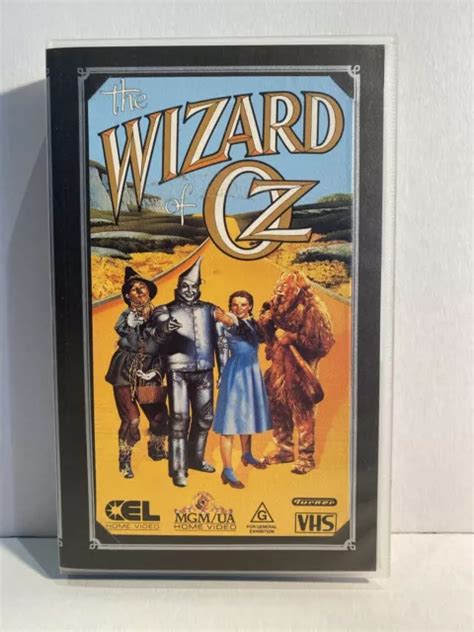 the
WIZARD
of
OZ
CEL
HOME VIDEO
MGM/UA
HOME VIDEO
G
FOR GENERAL
EXHIBITION
Turner
VHS